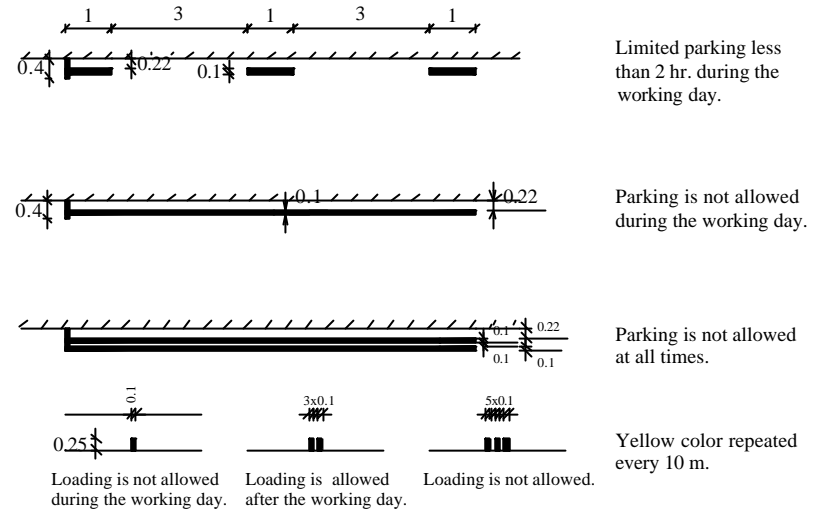 1 3 1 3 1
0.4 0.22 0.1
Limited parking less
than 2 hr. during the
working day.
0.4 0.1 0.22
Parking is not allowed
during the working day.
0.1 0.22
0.1 0.1
Parking is not allowed
at all times.
0.1 3x0.1 5x0.1
0.25
Yellow color repeated
every 10 m.
Loading is not allowed
during the working day.
Loading is allowed
after the working day.
Loading is not allowed.